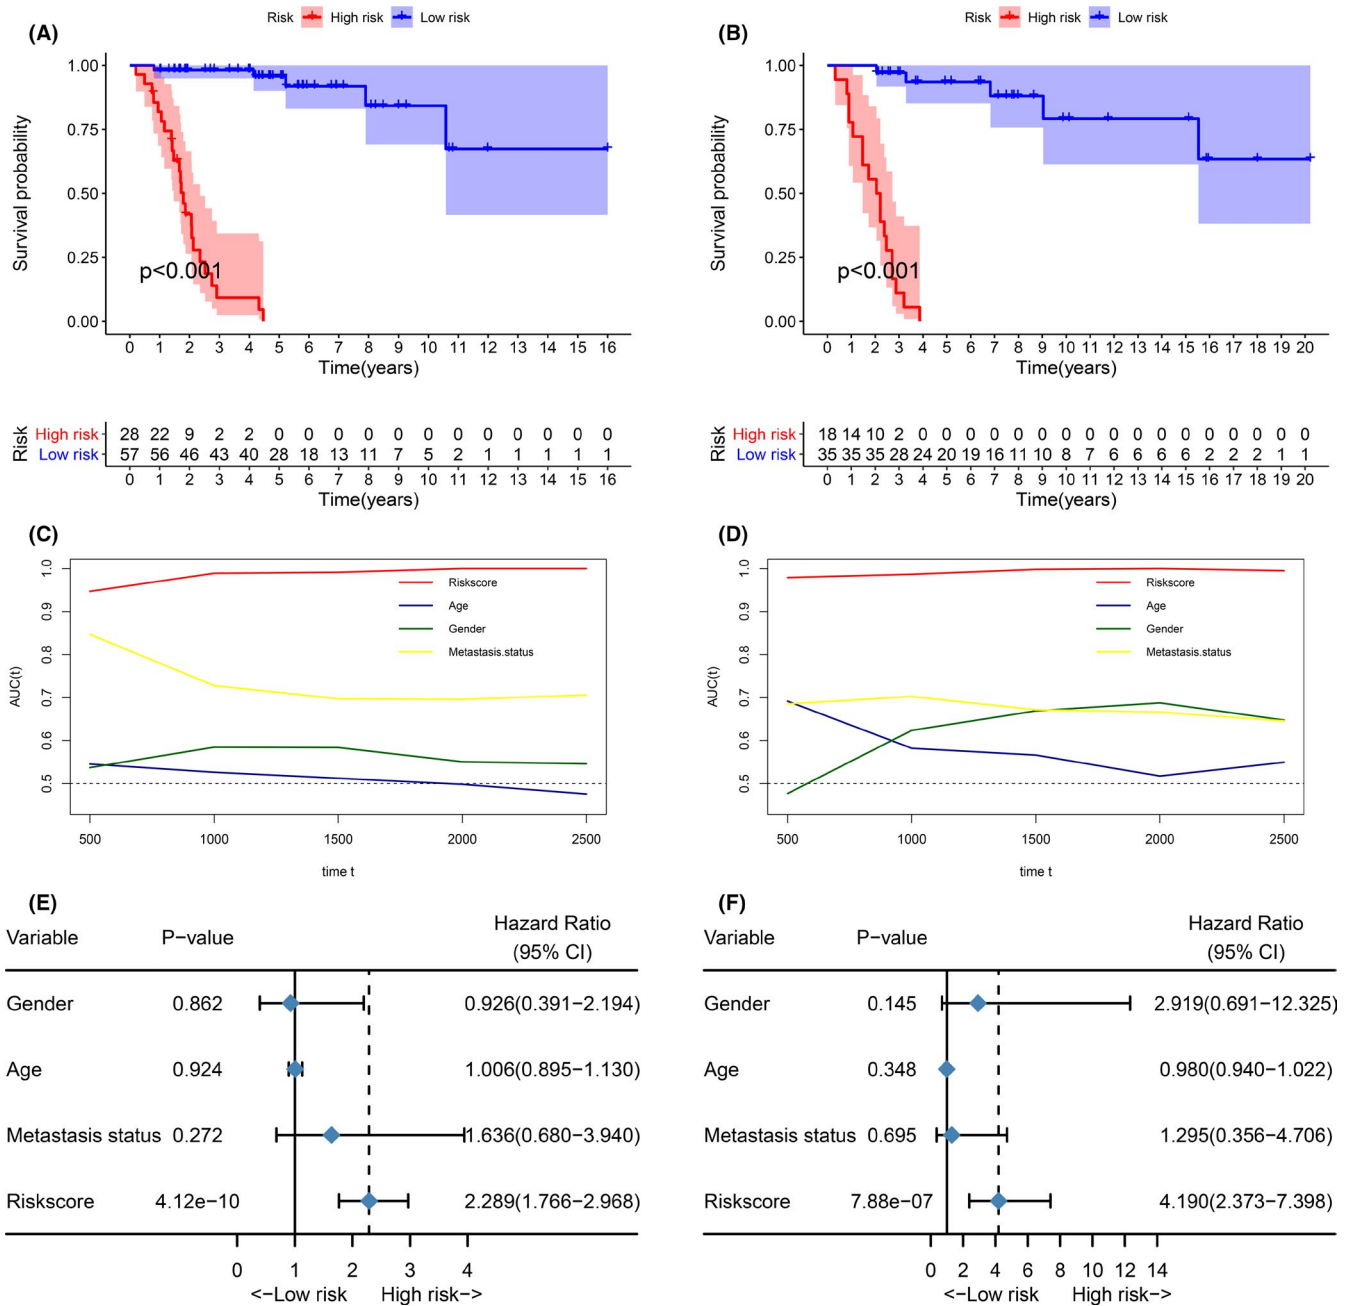 (A)
Risk High risk Low risk
1.00
0.75
0.50
0.25
0.00
Survival probability
p<0.001
0 1 2 3 4 5 6 7 8 9 10 11 12 13 14 15 16
Time(years)
Risk
High risk 28 22 9 2 2 0 0 0 0 0 0 0 0 0 0 0 0
Low risk 57 56 46 43 40 28 18 13 11 7 5 2 1 1 1 1 1
0 1 2 3 4 5 6 7 8 9 10 11 12 13 14 15 16
Time(years)
(B)
Risk High risk Low risk
1.00
0.75
0.50
0.25
0.00
Survival probability
p<0.001
0 1 2 3 4 5 6 7 8 9 10 11 12 13 14 15 16 17 18 19 20
Time(years)
Risk
High risk 18 14 10 2 0 0 0 0 0 0 0 0 0 0 0 0 0 0 0 0 0
Low risk 35 35 35 28 24 20 19 16 11 10 8 7 6 6 6 6 2 2 2 1 1
0 1 2 3 4 5 6 7 8 9 10 11 12 13 14 15 16 17 18 19 20
Time(years)
(C)
1.0
0.9
0.8
0.7
0.6
0.5
AUC(t)
Riskscore
Age
Gender
Metastasis.status
500 1000 1500 2000 2500
time t
(D)
1.0
0.9
0.8
0.7
0.6
0.5
AUC(t)
Riskscore
Age
Gender
Metastasis.status
500 1000 1500 2000 2500
time t
(E)
Variable P−value Hazard Ratio
(95% CI)
Gender 0.862 0.926(0.391−2.194)
Age 0.924 1.006(0.895−1.130)
Metastasis status 0.272 1.636(0.680−3.940)
Riskscore 4.12e−10 2.289(1.766−2.968)
0 1 2 3 4
<−Low risk High risk−>
(F)
Variable P−value Hazard Ratio
(95% CI)
Gender 0.145 2.919(0.691−12.325)
Age 0.348 0.980(0.940−1.022)
Metastasis status 0.695 1.295(0.356−4.706)
Riskscore 7.88e−07 4.190(2.373−7.398)
0 2 4 6 8 10 12 14
<−Low risk High risk−>